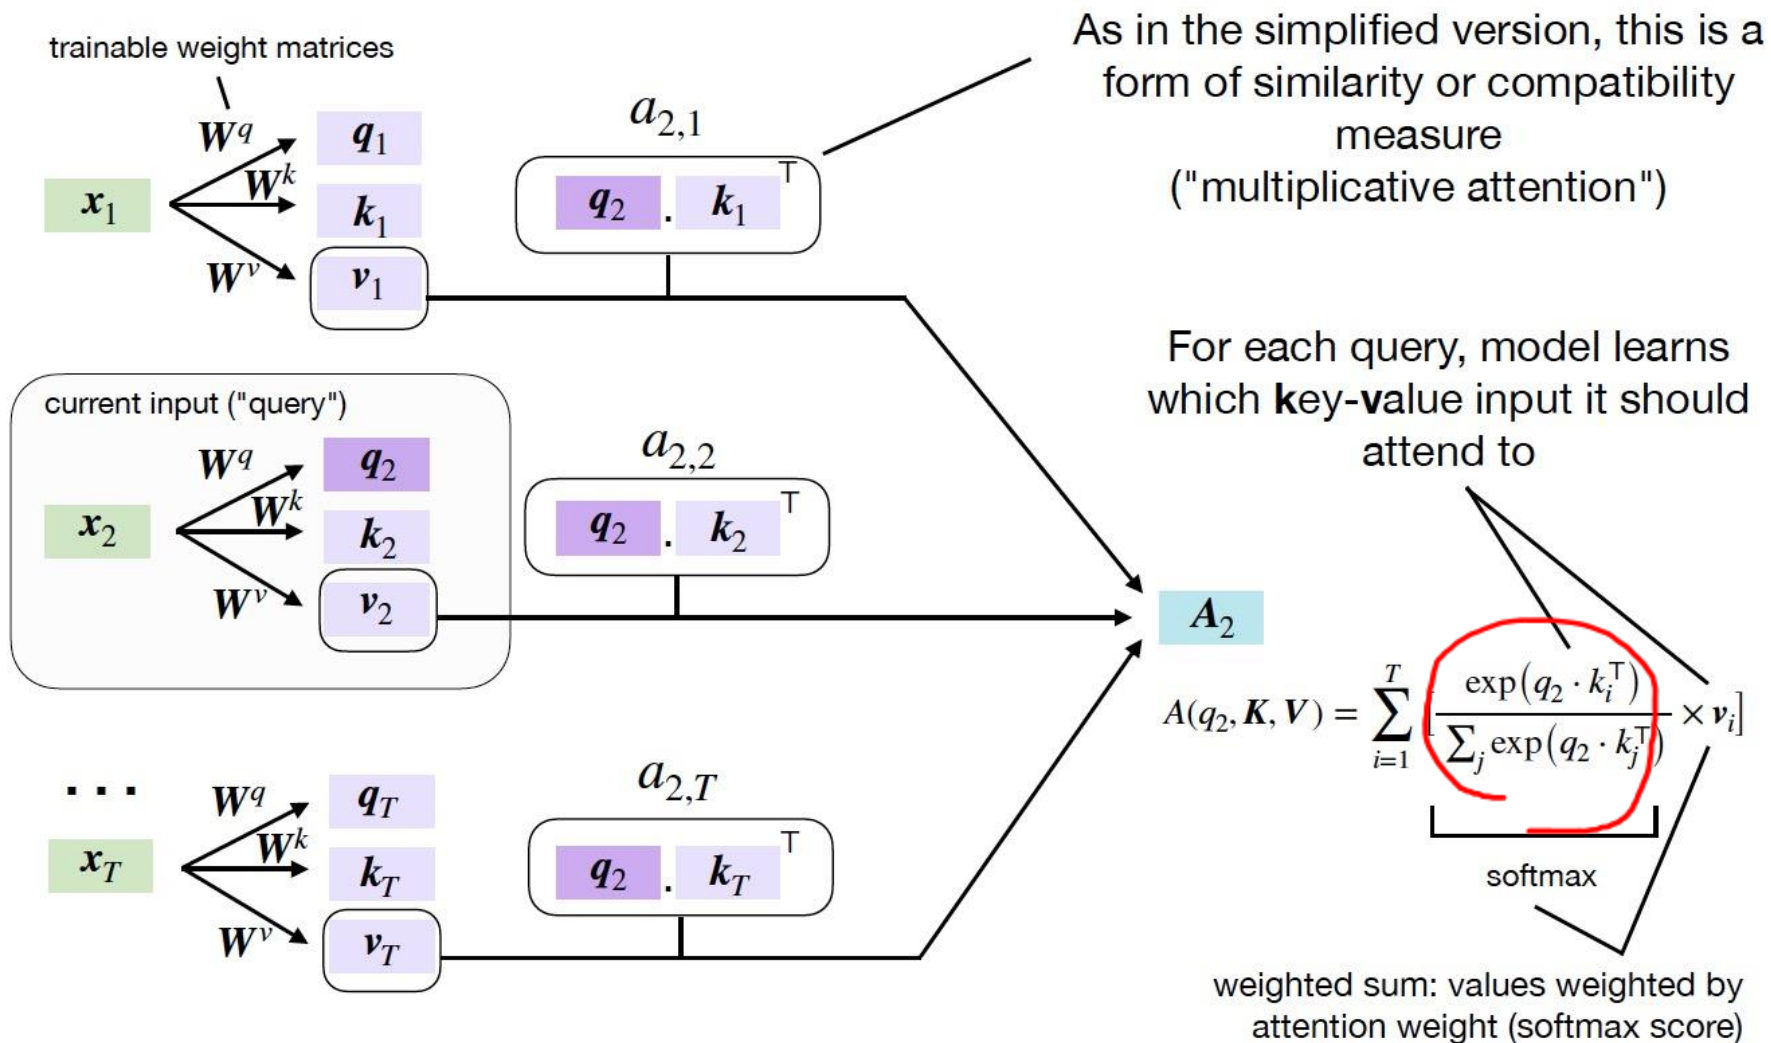 trainable weight matrices
As in the simplified version, this is a
form of similarity or compatibility
measure
("multiplicative attention")
W^q
W^k
W^v
x_1
q_1
k_1
v_1
a_{2,1}
q_2 . k_1^⊤
For each query, model learns
which key-value input it should
attend to
current input ("query")
W^q
W^k
W^v
x_2
q_2
k_2
v_2
a_{2,2}
q_2 . k_2^⊤
A_2
A(q_2, K, V) = ∑_{i=1}^{T} [ exp(q_2 · k_i^⊤) / ∑_j exp(q_2 · k_j^⊤) × v_i ]
softmax
. . .
W^q
W^k
W^v
x_T
q_T
k_T
v_T
a_{2,T}
q_2 . k_T^⊤
weighted sum: values weighted by
attention weight (softmax score)